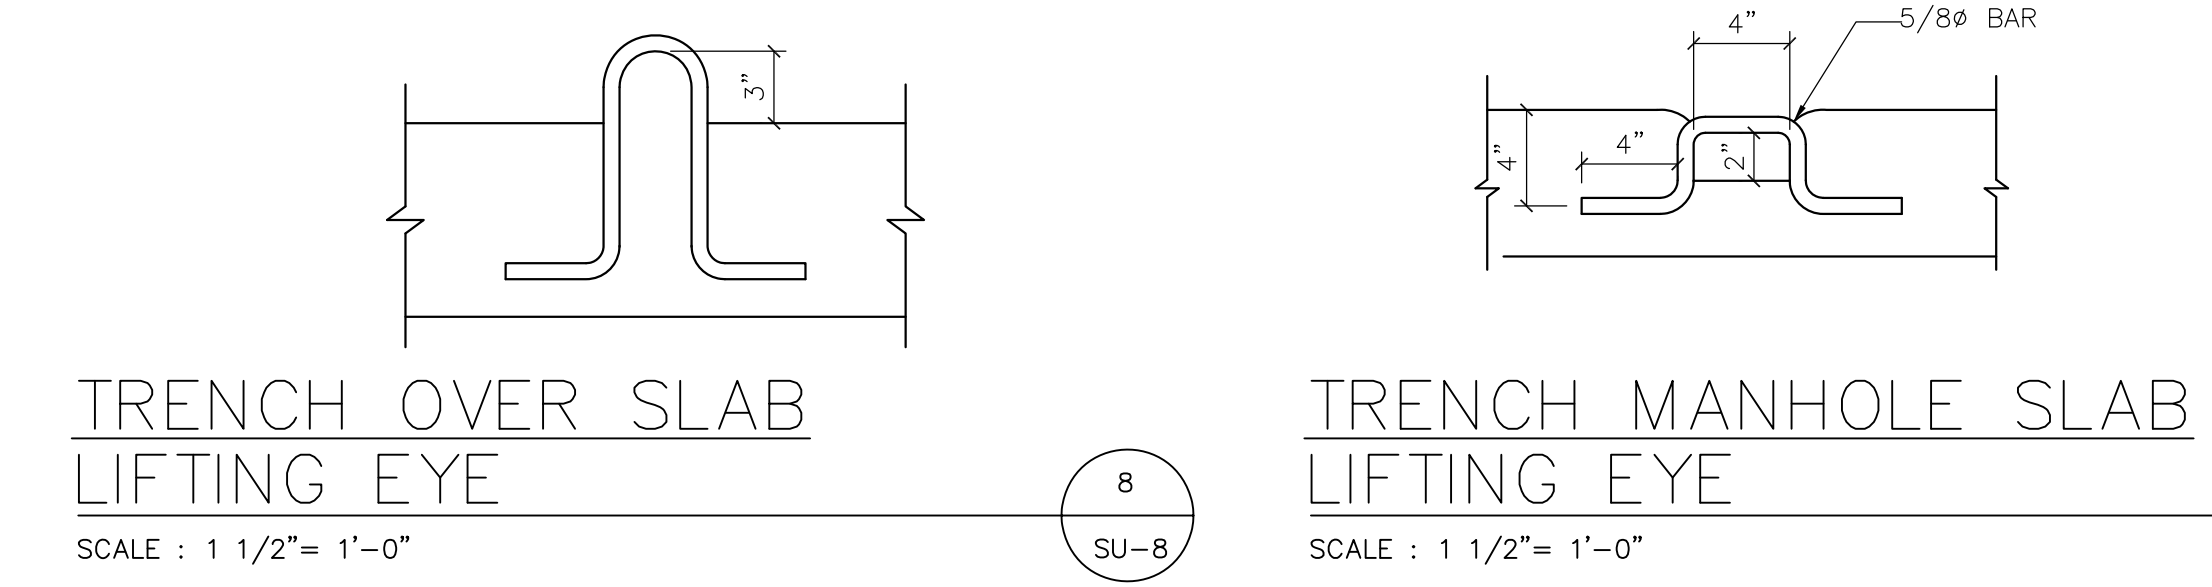 3"
TRENCH OVER SLAB
LIFTING EYE
SCALE : 1 1/2"= 1'-0"
8
SU-8
4"
5/8ø BAR
4"
4"
2"
TRENCH MANHOLE SLAB
LIFTING EYE
SCALE : 1 1/2"= 1'-0"